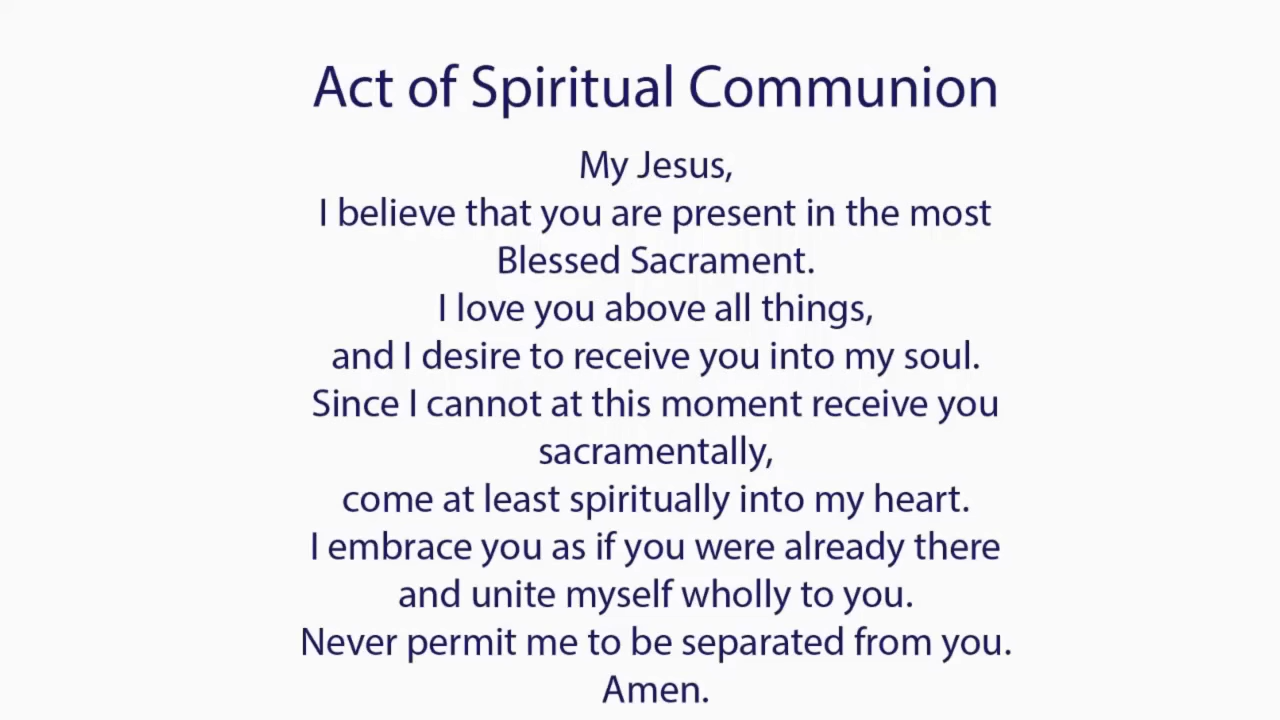 Act of Spiritual Communion
My Jesus,
I believe that you are present in the most
Blessed Sacrament.
I love you above all things,
and I desire to receive you into my soul.
Since I cannot at this moment receive you
sacramentally,
come at least spiritually into my heart.
I embrace you as if you were already there
and unite myself wholly to you.
Never permit me to be separated from you.
Amen.